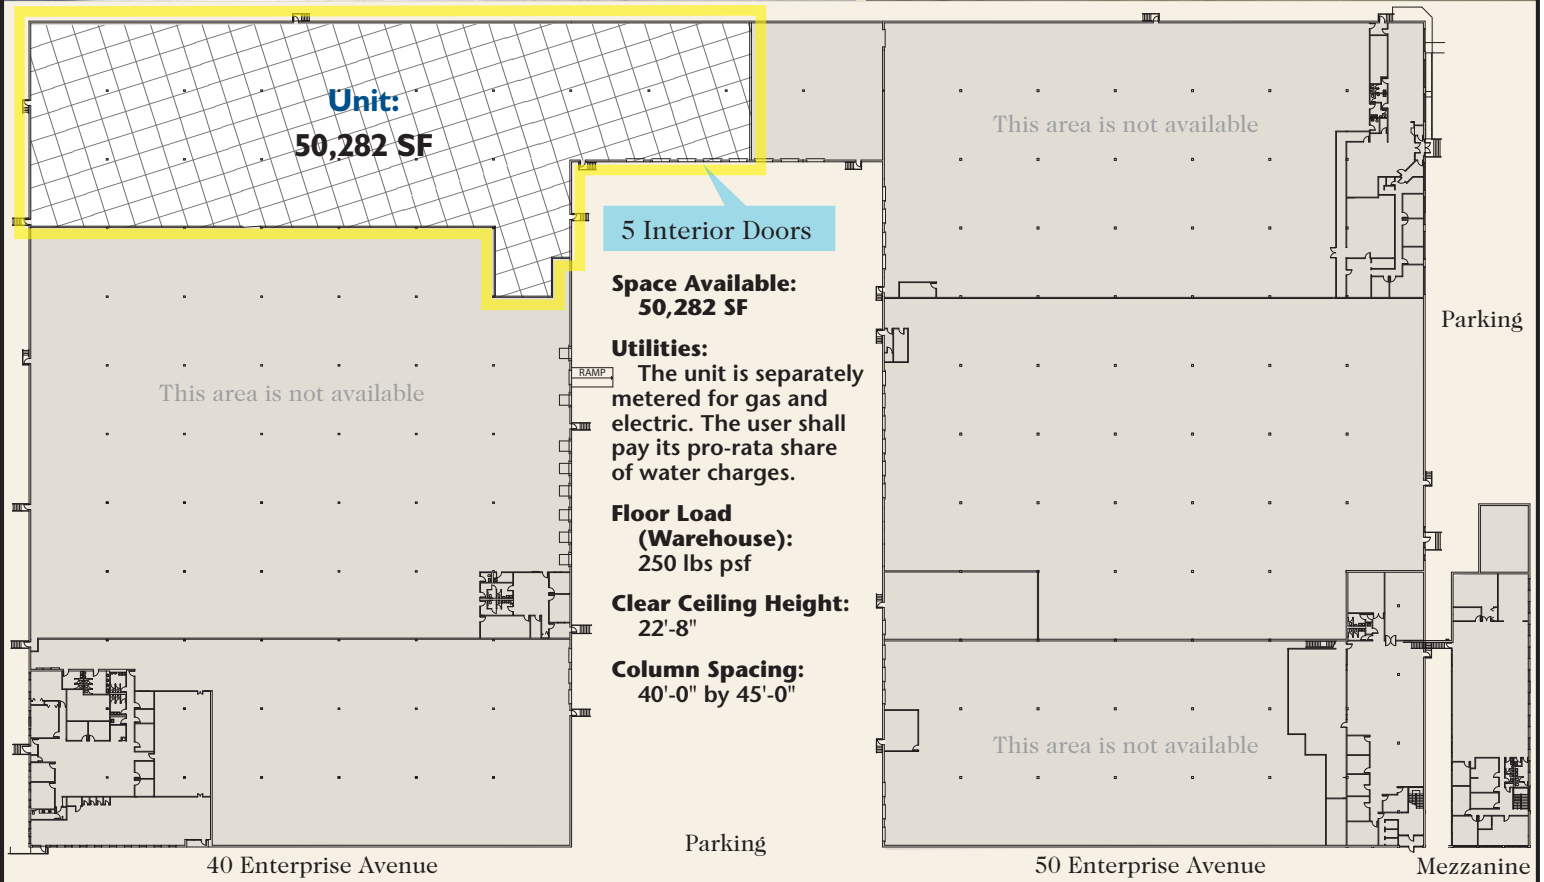 Unit:
50,282 SF
This area is not available
5 Interior Doors
Space Available:
50,282 SF
Utilities:
The unit is separately
metered for gas and
electric. The user shall
pay its pro-rata share
of water charges.
Floor Load
(Warehouse):
250 lbs psf
Clear Ceiling Height:
22'-8"
Column Spacing:
40'-0" by 45'-0"
Parking
This area is not available
RAMP
This area is not available
Parking
40 Enterprise Avenue
50 Enterprise Avenue
Mezzanine